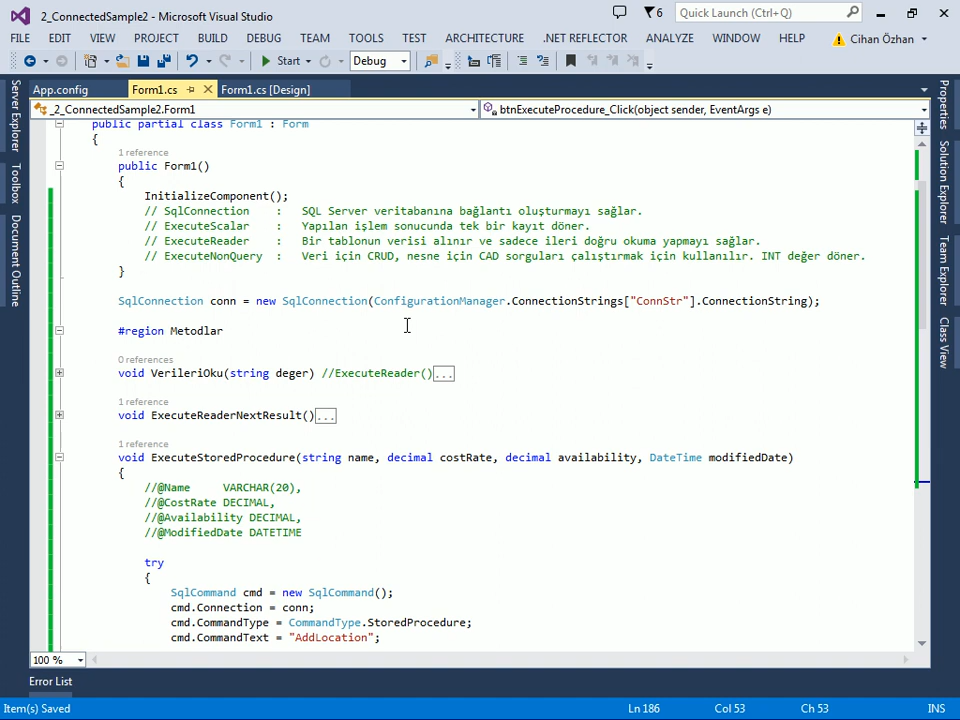 2_ConnectedSample2 - Microsoft Visual Studio
6
Quick Launch (Ctrl+Q)
FILE EDIT VIEW PROJECT BUILD DEBUG TEAM TOOLS TEST ARCHITECTURE .NET REFLECTOR ANALYZE WINDOW HELP Cihan Özhan
Start Debug
App.config Form1.cs Form1.cs [Design]
_2_ConnectedSample2.Form1 btnExecuteProcedure_Click(object sender, EventArgs e)
Server Explorer
Toolbox
Document Outline
public partial class Form1 : Form
{
1 reference
public Form1()
{
InitializeComponent();
// SqlConnection : SQL Server veritabanına bağlantı oluşturmayı sağlar.
// ExecuteScalar : Yapılan işlem sonucunda tek bir kayıt döner.
// ExecuteReader : Bir tablonun verisi alınır ve sadece ileri doğru okuma yapmayı sağlar.
// ExecuteNonQuery : Veri için CRUD, nesne için CAD sorguları çalıştırmak için kullanılır. INT değer döner.
}
SqlConnection conn = new SqlConnection(ConfigurationManager.ConnectionStrings["ConnStr"].ConnectionString);
#region Metodlar
0 references
void VerileriOku(string deger) //ExecuteReader()...
1 reference
void ExecuteReaderNextResult()...
1 reference
void ExecuteStoredProcedure(string name, decimal costRate, decimal availability, DateTime modifiedDate)
{
//@Name VARCHAR(20),
//@CostRate DECIMAL,
//@Availability DECIMAL,
//@ModifiedDate DATETIME
try
{
SqlCommand cmd = new SqlCommand();
cmd.Connection = conn;
cmd.CommandType = CommandType.StoredProcedure;
cmd.CommandText = "AddLocation";
Properties
Solution Explorer
Team Explorer
Class View
100 %
Error List
Item(s) Saved Ln 186 Col 53 Ch 53 INS